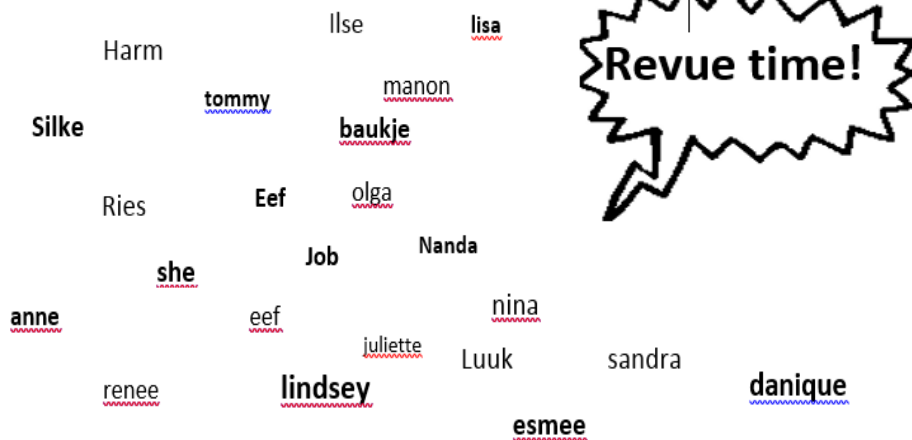 Ilse
lisa
Harm
Revue time!
manon
tommy
Silke
baukje
olga
Eef
Ries
Nanda
Job
she
nina
anne
eef
juliette
Luuk
sandra
danique
lindsey
renee
esmee